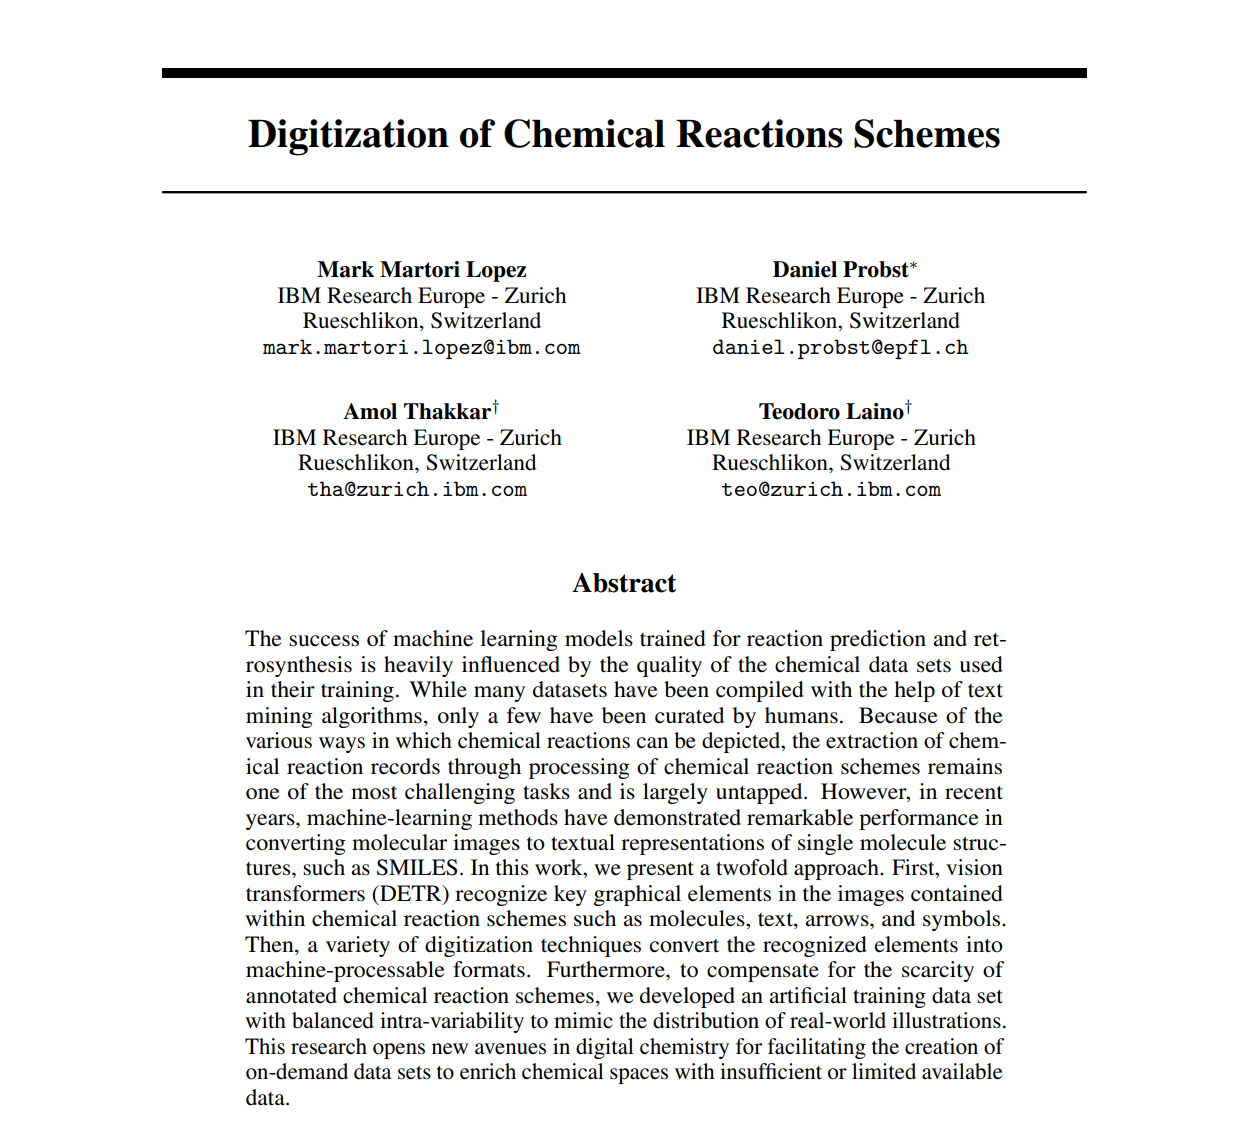 Digitization of Chemical Reactions Schemes
Mark Martori Lopez
IBM Research Europe - Zurich
Rueschlikon, Switzerland
mark.martori.lopez@ibm.com
Daniel Probst*
IBM Research Europe - Zurich
Rueschlikon, Switzerland
daniel.probst@epfl.ch
Amol Thakkar†
IBM Research Europe - Zurich
Rueschlikon, Switzerland
tha@zurich.ibm.com
Teodoro Laino†
IBM Research Europe - Zurich
Rueschlikon, Switzerland
teo@zurich.ibm.com
Abstract
The success of machine learning models trained for reaction prediction and ret-
rosynthesis is heavily influenced by the quality of the chemical data sets used
in their training. While many datasets have been compiled with the help of text
mining algorithms, only a few have been curated by humans. Because of the
various ways in which chemical reactions can be depicted, the extraction of chem-
ical reaction records through processing of chemical reaction schemes remains
one of the most challenging tasks and is largely untapped. However, in recent
years, machine-learning methods have demonstrated remarkable performance in
converting molecular images to textual representations of single molecule struc-
tures, such as SMILES. In this work, we present a twofold approach. First, vision
transformers (DETR) recognize key graphical elements in the images contained
within chemical reaction schemes such as molecules, text, arrows, and symbols.
Then, a variety of digitization techniques convert the recognized elements into
machine-processable formats. Furthermore, to compensate for the scarcity of
annotated chemical reaction schemes, we developed an artificial training data set
with balanced intra-variability to mimic the distribution of real-world illustrations.
This research opens new avenues in digital chemistry for facilitating the creation of
on-demand data sets to enrich chemical spaces with insufficient or limited available
data.